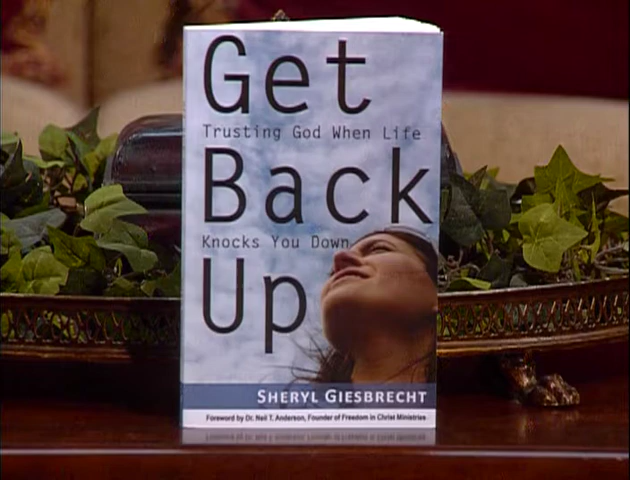 Get
Trusting God When Life
Back
Knocks You Down
Up
SHERYL GIESBRECHT
Foreword by Dr. Neil T. Anderson, Founder of Freedom in Christ Ministries